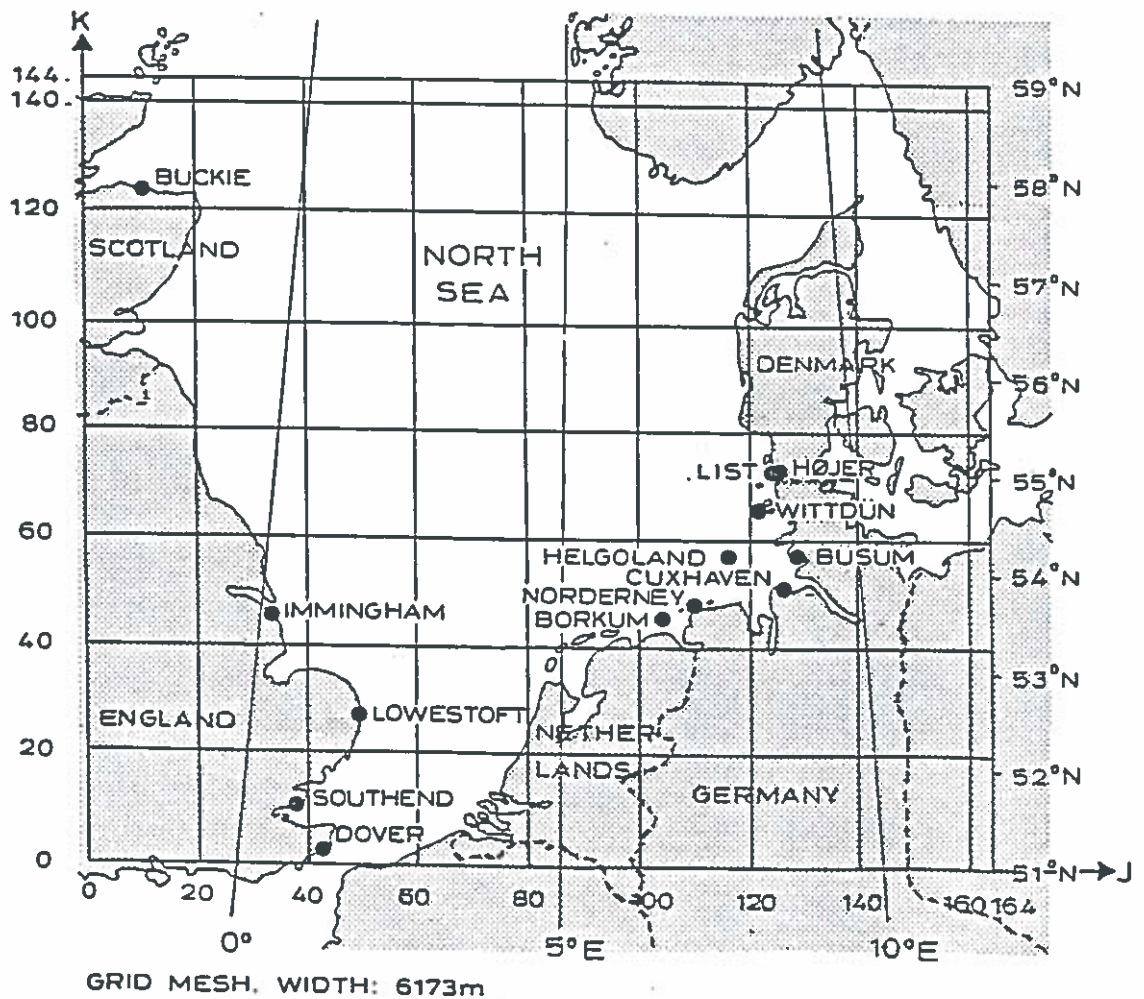 K
144.
140.
59°N
BUCKIE
58°N
120
SCOTLAND
NORTH
SEA
57°N
100
DENMARK
56°N
80
.LIST
HØJER
55°N
WITTDÜN
60
HELGOLAND
BUSUM
CUXHAVEN
54°N
NORDERNEY
IMMINGHAM
BORKUM
40
53°N
ENGLAND
LOWESTOFT
NETHER-
20
LANDS
52°N
SOUTHEND
GERMANY
DOVER
0
51°N
J
0 20 40 60 80 100 120 140 160 164
0°
5°E
10°E
GRID MESH. WIDTH: 6173m